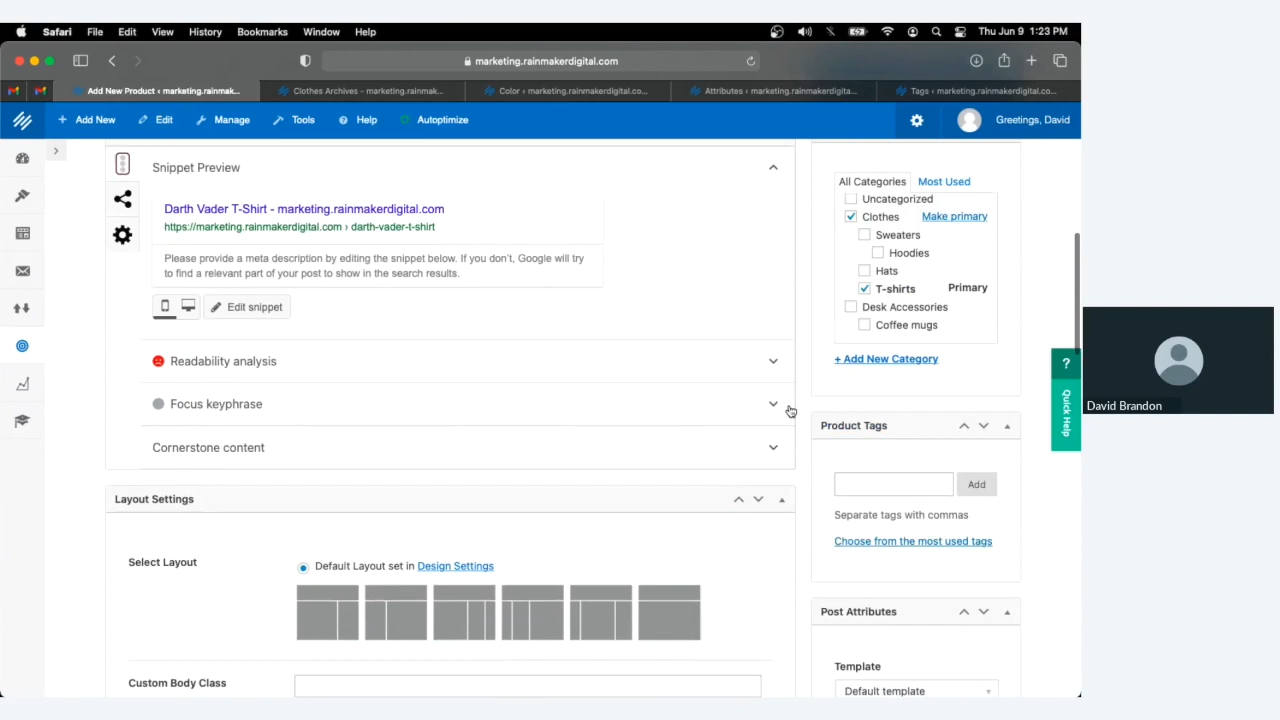 Safari File Edit View History Bookmarks Window Help Thu Jun 9 1:23 PM
marketing.rainmakerdigital.com
Add New Product ‹ marketing.rainmak... Clothes Archives - marketing.rainmak... Color ‹ marketing.rainmakerdigital.co... Attributes ‹ marketing.rainmakerdigita... Tags ‹ marketing.rainmakerdigital.co...
+ Add New Edit Manage Tools Help Autoptimize Greetings, David
Snippet Preview
Darth Vader T-Shirt - marketing.rainmakerdigital.com
https://marketing.rainmakerdigital.com › darth-vader-t-shirt
Please provide a meta description by editing the snippet below. If you don't, Google will try
to find a relevant part of your post to show in the search results.
Edit snippet
Readability analysis
Focus keyphrase
Cornerstone content
Layout Settings
Select Layout
Default Layout set in Design Settings
Custom Body Class
All Categories Most Used
Uncategorized
Clothes Make primary
Sweaters
Hoodies
Hats
T-shirts Primary
Desk Accessories
Coffee mugs
+ Add New Category
Product Tags
Add
Separate tags with commas
Choose from the most used tags
Post Attributes
Template
Default template
?
Quick Help
David Brandon